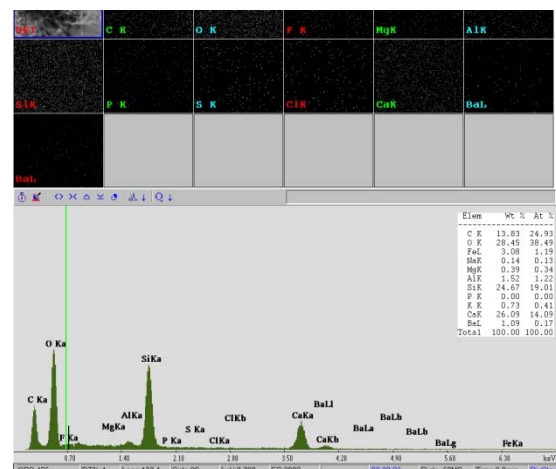 SEI C K O K F K MgK AlK
SiK P K S K ClK CaK BaL
BaL
Elem Wt % At %
C K 13.83 24.93
O K 28.45 38.49
FeL 3.08 1.19
NaK 0.14 0.13
MgK 0.39 0.34
AlK 1.52 1.22
SiK 24.67 19.01
P K 0.00 0.00
K K 0.73 0.41
CaK 26.09 14.09
BaL 1.09 0.17
Total 100.00 100.00
O Ka
SiKa
C Ka
BaLl
AlKa ClKb CaKa BaLb
MgKa S Ka BaLa BaLb
F Ka P Ka ClKa CaKb BaLg FeKa
0.70 1.40 2.10 2.80 3.50 4.20 4.90 5.60 6.30 keV